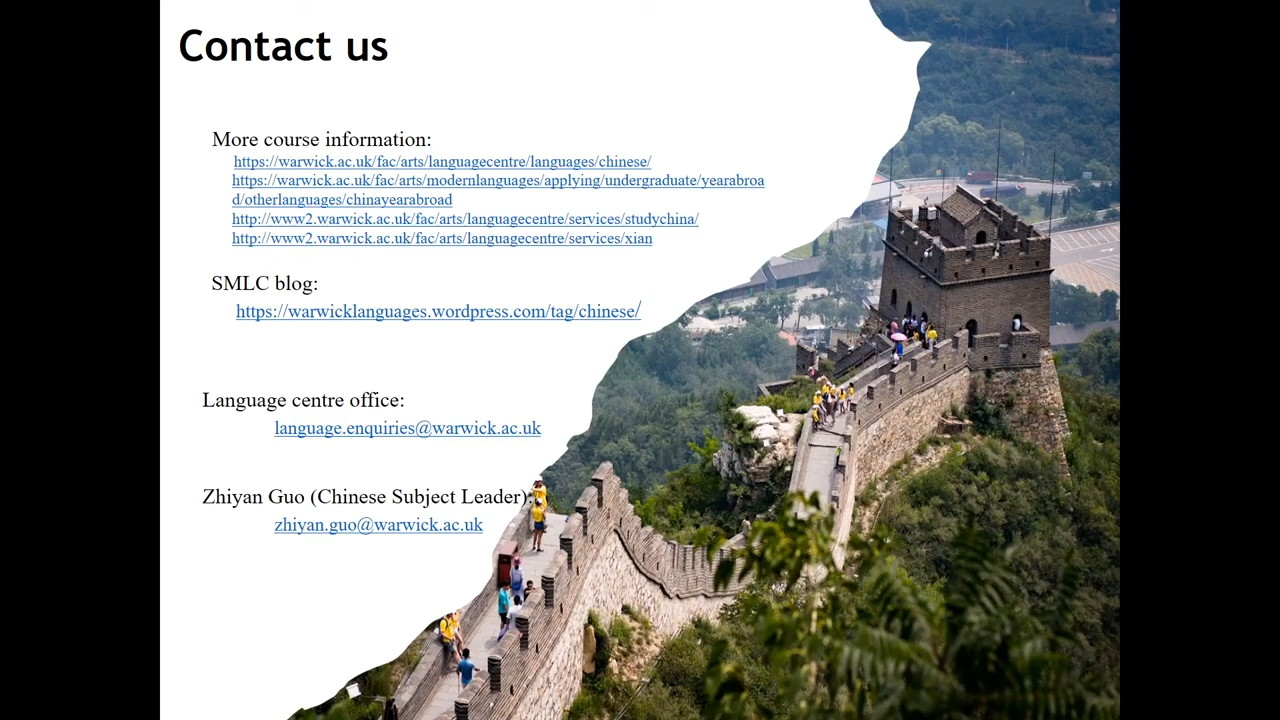 Contact us
More course information:
https://warwick.ac.uk/fac/arts/languagecentre/languages/chinese/
https://warwick.ac.uk/fac/arts/modernlanguages/applying/undergraduate/yearabroa
d/otherlanguages/chinayearabroad
http://www2.warwick.ac.uk/fac/arts/languagecentre/services/studychina/
http://www2.warwick.ac.uk/fac/arts/languagecentre/services/xian
SMLC blog:
https://warwicklanguages.wordpress.com/tag/chinese/
Language centre office:
language.enquiries@warwick.ac.uk
Zhiyan Guo (Chinese Subject Leader):
zhiyan.guo@warwick.ac.uk